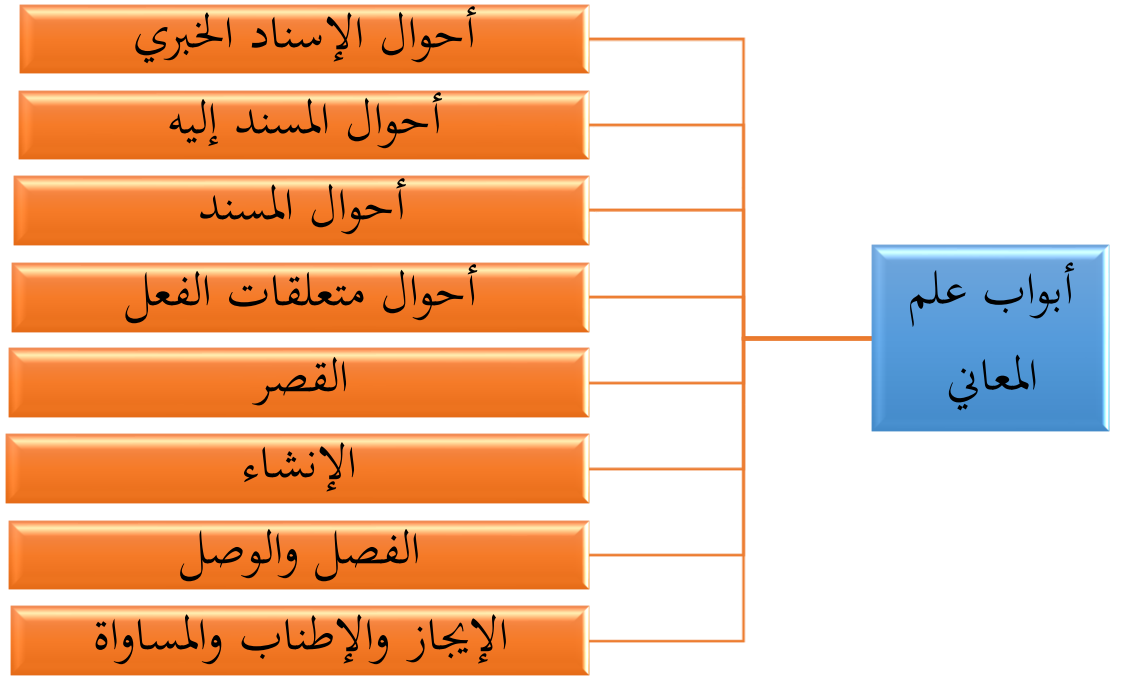 أبواب علم
المعاني
أحوال الإسناد الخبري
أحوال المسند إليه
أحوال المسند
أحوال متعلقات الفعل
القصر
الإنشاء
الفصل والوصل
الإيجاز والإطناب والمساواة